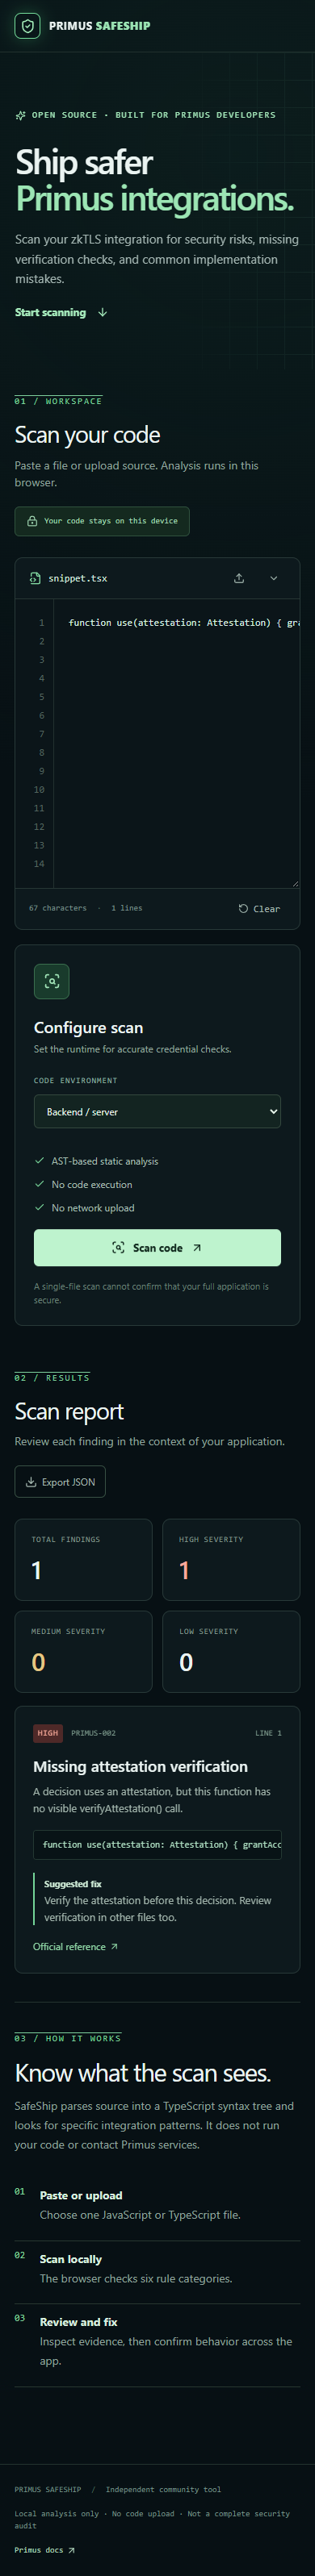 PRIMUS SAFESHIP
OPEN SOURCE · BUILT FOR PRIMUS DEVELOPERS
Ship safer
Primus integrations.
Scan your zkTLS integration for security risks, missing
verification checks, and common implementation
mistakes.
Start scanning ↓
01 / WORKSPACE
Scan your code
Paste a file or upload source. Analysis runs in this
browser.
Your code stays on this device
snippet.tsx
1 function use(attestation: Attestation) { gra
2
3
4
5
6
7
8
9
10
11
12
13
14
67 characters · 1 lines Clear
Configure scan
Set the runtime for accurate credential checks.
CODE ENVIRONMENT
Backend / server
AST-based static analysis
No code execution
No network upload
Scan code
A single-file scan cannot confirm that your full application is
secure.
02 / RESULTS
Scan report
Review each finding in the context of your application.
Export JSON
TOTAL FINDINGS HIGH SEVERITY
1 1
MEDIUM SEVERITY LOW SEVERITY
0 0
HIGH PRIMUS-002 LINE 1
Missing attestation verification
A decision uses an attestation, but this function has
no visible verifyAttestation() call.
function use(attestation: Attestation) { grantAcc
Suggested fix
Verify the attestation before this decision. Review
verification in other files too.
Official reference
03 / HOW IT WORKS
Know what the scan sees.
SafeShip parses source into a TypeScript syntax tree and
looks for specific integration patterns. It does not run
your code or contact Primus services.
01 Paste or upload
Choose one JavaScript or TypeScript file.
02 Scan locally
The browser checks six rule categories.
03 Review and fix
Inspect evidence, then confirm behavior across the
app.
PRIMUS SAFESHIP / Independent community tool
Local analysis only · No code upload · Not a complete security
audit
Primus docs